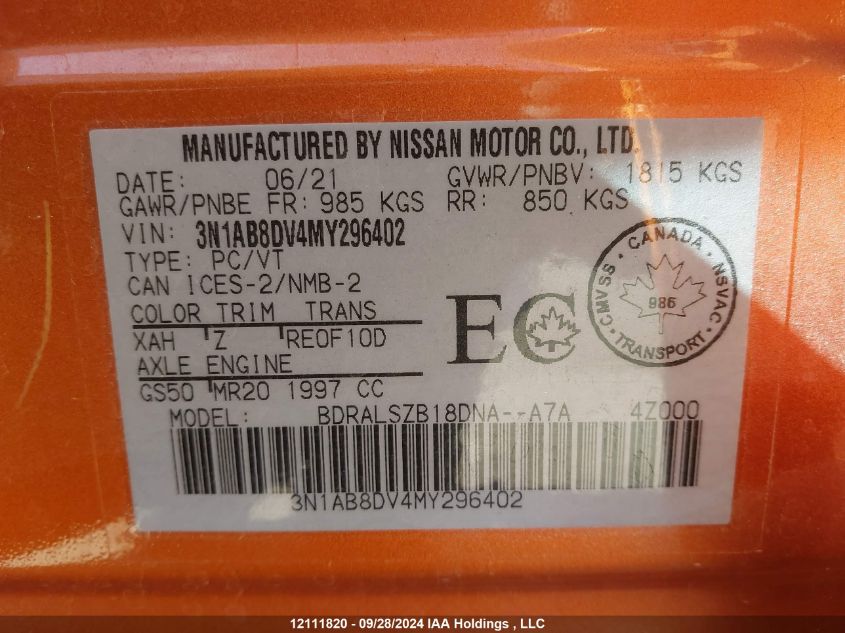 MANUFACTURED BY NISSAN MOTOR CO., LTD.
DATE: 06/21 GVWR/PNBV: 1815 KGS
GAWR/PNBE FR: 985 KGS RR: 850 KGS
VIN: 3N1AB8DV4MY296402
TYPE: PC/VT
CAN ICES-2/NMB-2
COLOR TRIM TRANS
XAH Z RE0F10D
AXLE ENGINE
GS50 MR20 1997 CC
EC
CANADA
CMVSS · NSVAC
986
TRANSPORT
MODEL: BDRALSZB18DNA--A7A 4Z000
3N1AB8DV4MY296402
12111820 - 09/28/2024 IAA Holdings , LLC